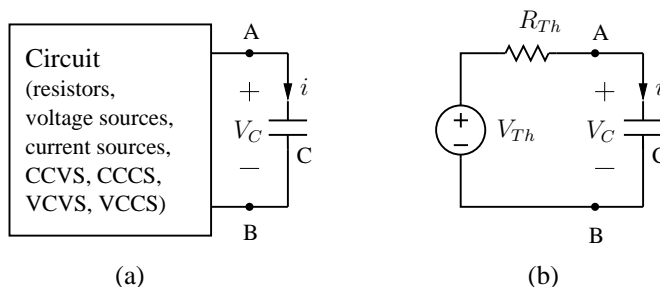 Circuit
(resistors,
voltage sources,
current sources,
CCVS, CCCS,
VCVS, VCCS)
A
+
i
V_C
C
−
B
(a)
R_Th
A
+
−
V_Th
+
i
V_C
C
−
B
(b)